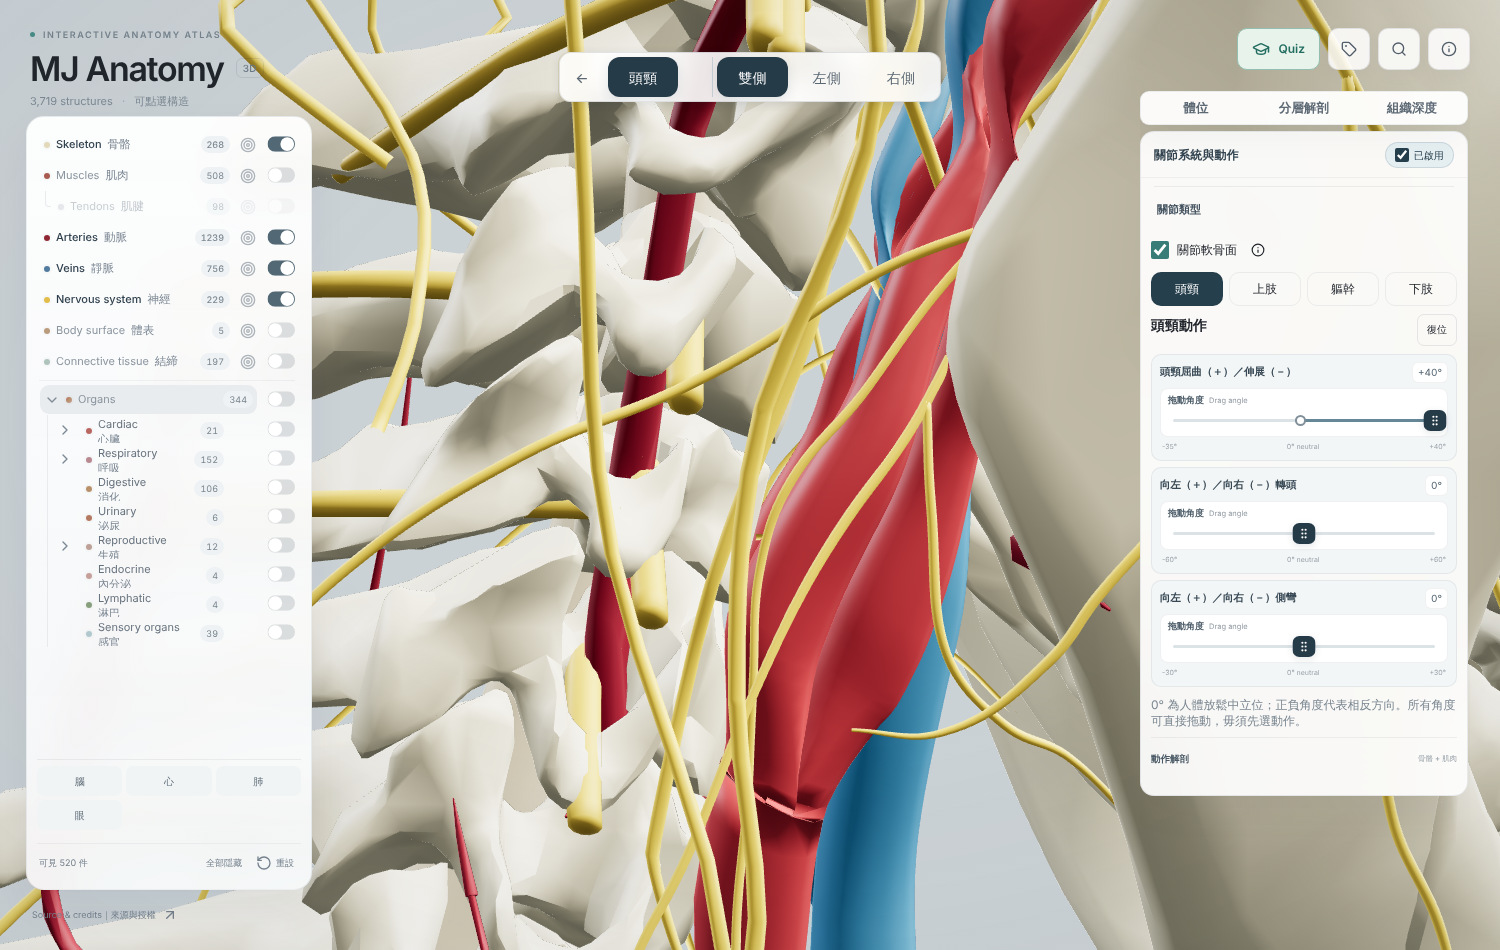 INTERACTIVE ANATOMY ATLAS
MJ Anatomy 3D
3,719 structures · 可點選構造
Skeleton 骨骼 268
Muscles 肌肉 508
Tendons 肌腱 98
Arteries 動脈 1239
Veins 靜脈 756
Nervous system 神經 229
Body surface 體表 5
Connective tissue 結締 197
Organs 344
Cardiac 21
心臟
Respiratory 152
呼吸
Digestive 106
消化
Urinary 6
泌尿
Reproductive 12
生殖
Endocrine 4
內分泌
Lymphatic 4
淋巴
Sensory organs 39
感官
腦 心 肺
眼
可見 520 件 全部隱藏 重設
Source & credits | 來源與授權
頭頸 雙側 左側 右側
Quiz
體位 分層解剖 組織深度
關節系統與動作 已啟用
關節類型
關節軟骨面
頭頸 上肢 軀幹 下肢
頭頸動作 復位
頭頸屈曲（+）／伸展（−） +40°
拖動角度 Drag angle
-35° 0° neutral +40°
向左（+）／向右（−）轉頭 0°
拖動角度 Drag angle
-60° 0° neutral +60°
向左（+）／向右（−）側彎 0°
拖動角度 Drag angle
-30° 0° neutral +30°
0° 為人體放鬆中立位；正負角度代表相反方向。所有角度
可直接拖動，毋須先選動作。
動作解剖 骨骼 + 肌肉